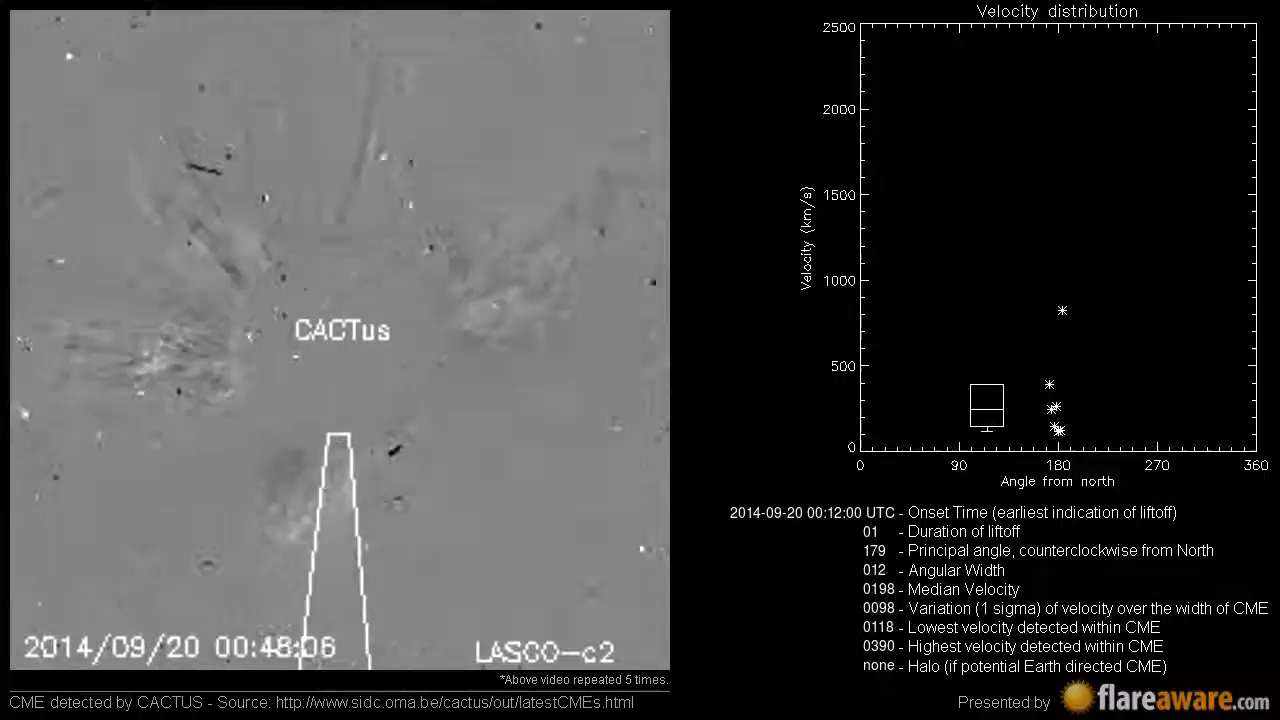 Velocity distribution
2500
2000
1500
1000
500
0
Velocity (km/s)
0 90 180 270 360
Angle from north
CACTus
2014/09/20 00:48:06 LASCO-c2
*Above video repeated 5 times.
CME detected by CACTUS - Source: http://www.sidc.oma.be/cactus/out/latestCMEs.html
2014-09-20 00:12:00 UTC - Onset Time (earliest indication of liftoff)
01 - Duration of liftoff
179 - Principal angle, counterclockwise from North
012 - Angular Width
0198 - Median Velocity
0098 - Variation (1 sigma) of velocity over the width of CME
0118 - Lowest velocity detected within CME
0390 - Highest velocity detected within CME
none - Halo (if potential Earth directed CME)
Presented by flareaware.com